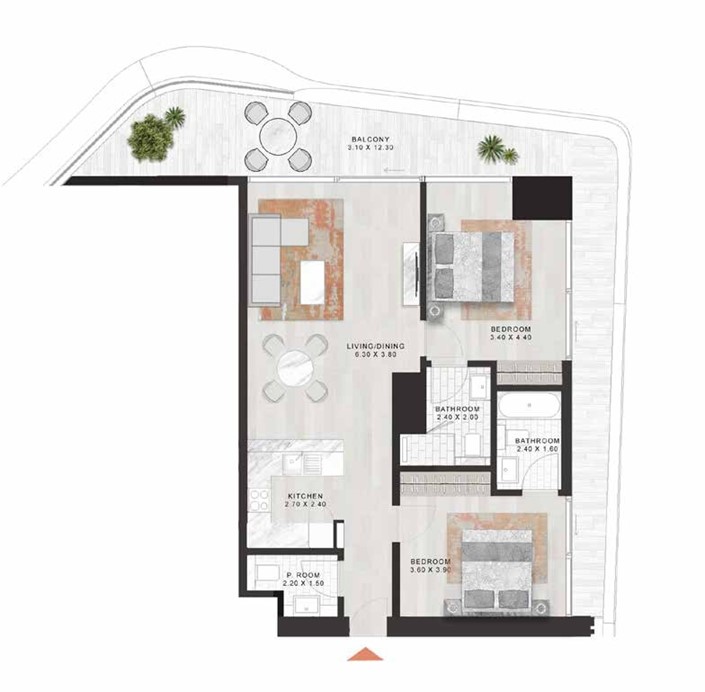 BALCONY
3.10 X 12.30
BEDROOM
3.40 X 4.40
LIVING/DINING
6.30 X 3.80
BATHROOM
2.40 X 2.00
BATHROOM
2.40 X 1.60
KITCHEN
2.70 X 2.40
BEDROOM
3.60 X 3.90
P. ROOM
2.20 X 1.50